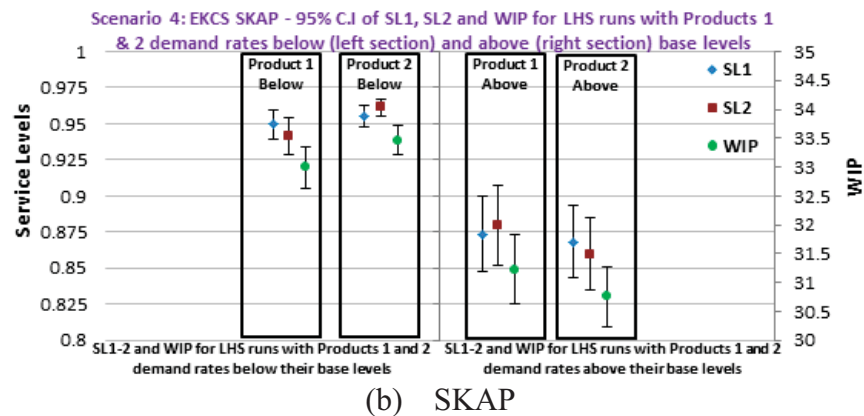 Scenario 4: EKCS SKAP - 95% C.I of SL1, SL2 and WIP for LHS runs with Products 1
& 2 demand rates below (left section) and above (right section) base levels
1
0.975
0.95
0.925
0.9
0.875
0.85
0.825
0.8
Service Levels
Product 1
Below
Product 2
Below
Product 1
Above
Product 2
Above
SL1
SL2
WIP
35
34.5
34
33.5
33
32.5
32
31.5
31
30.5
30
WIP
SL1-2 and WIP for LHS runs with Products 1 and 2
demand rates below their base levels
SL1-2 and WIP for LHS runs with Products 1 and 2
demand rates above their base levels
(b) SKAP